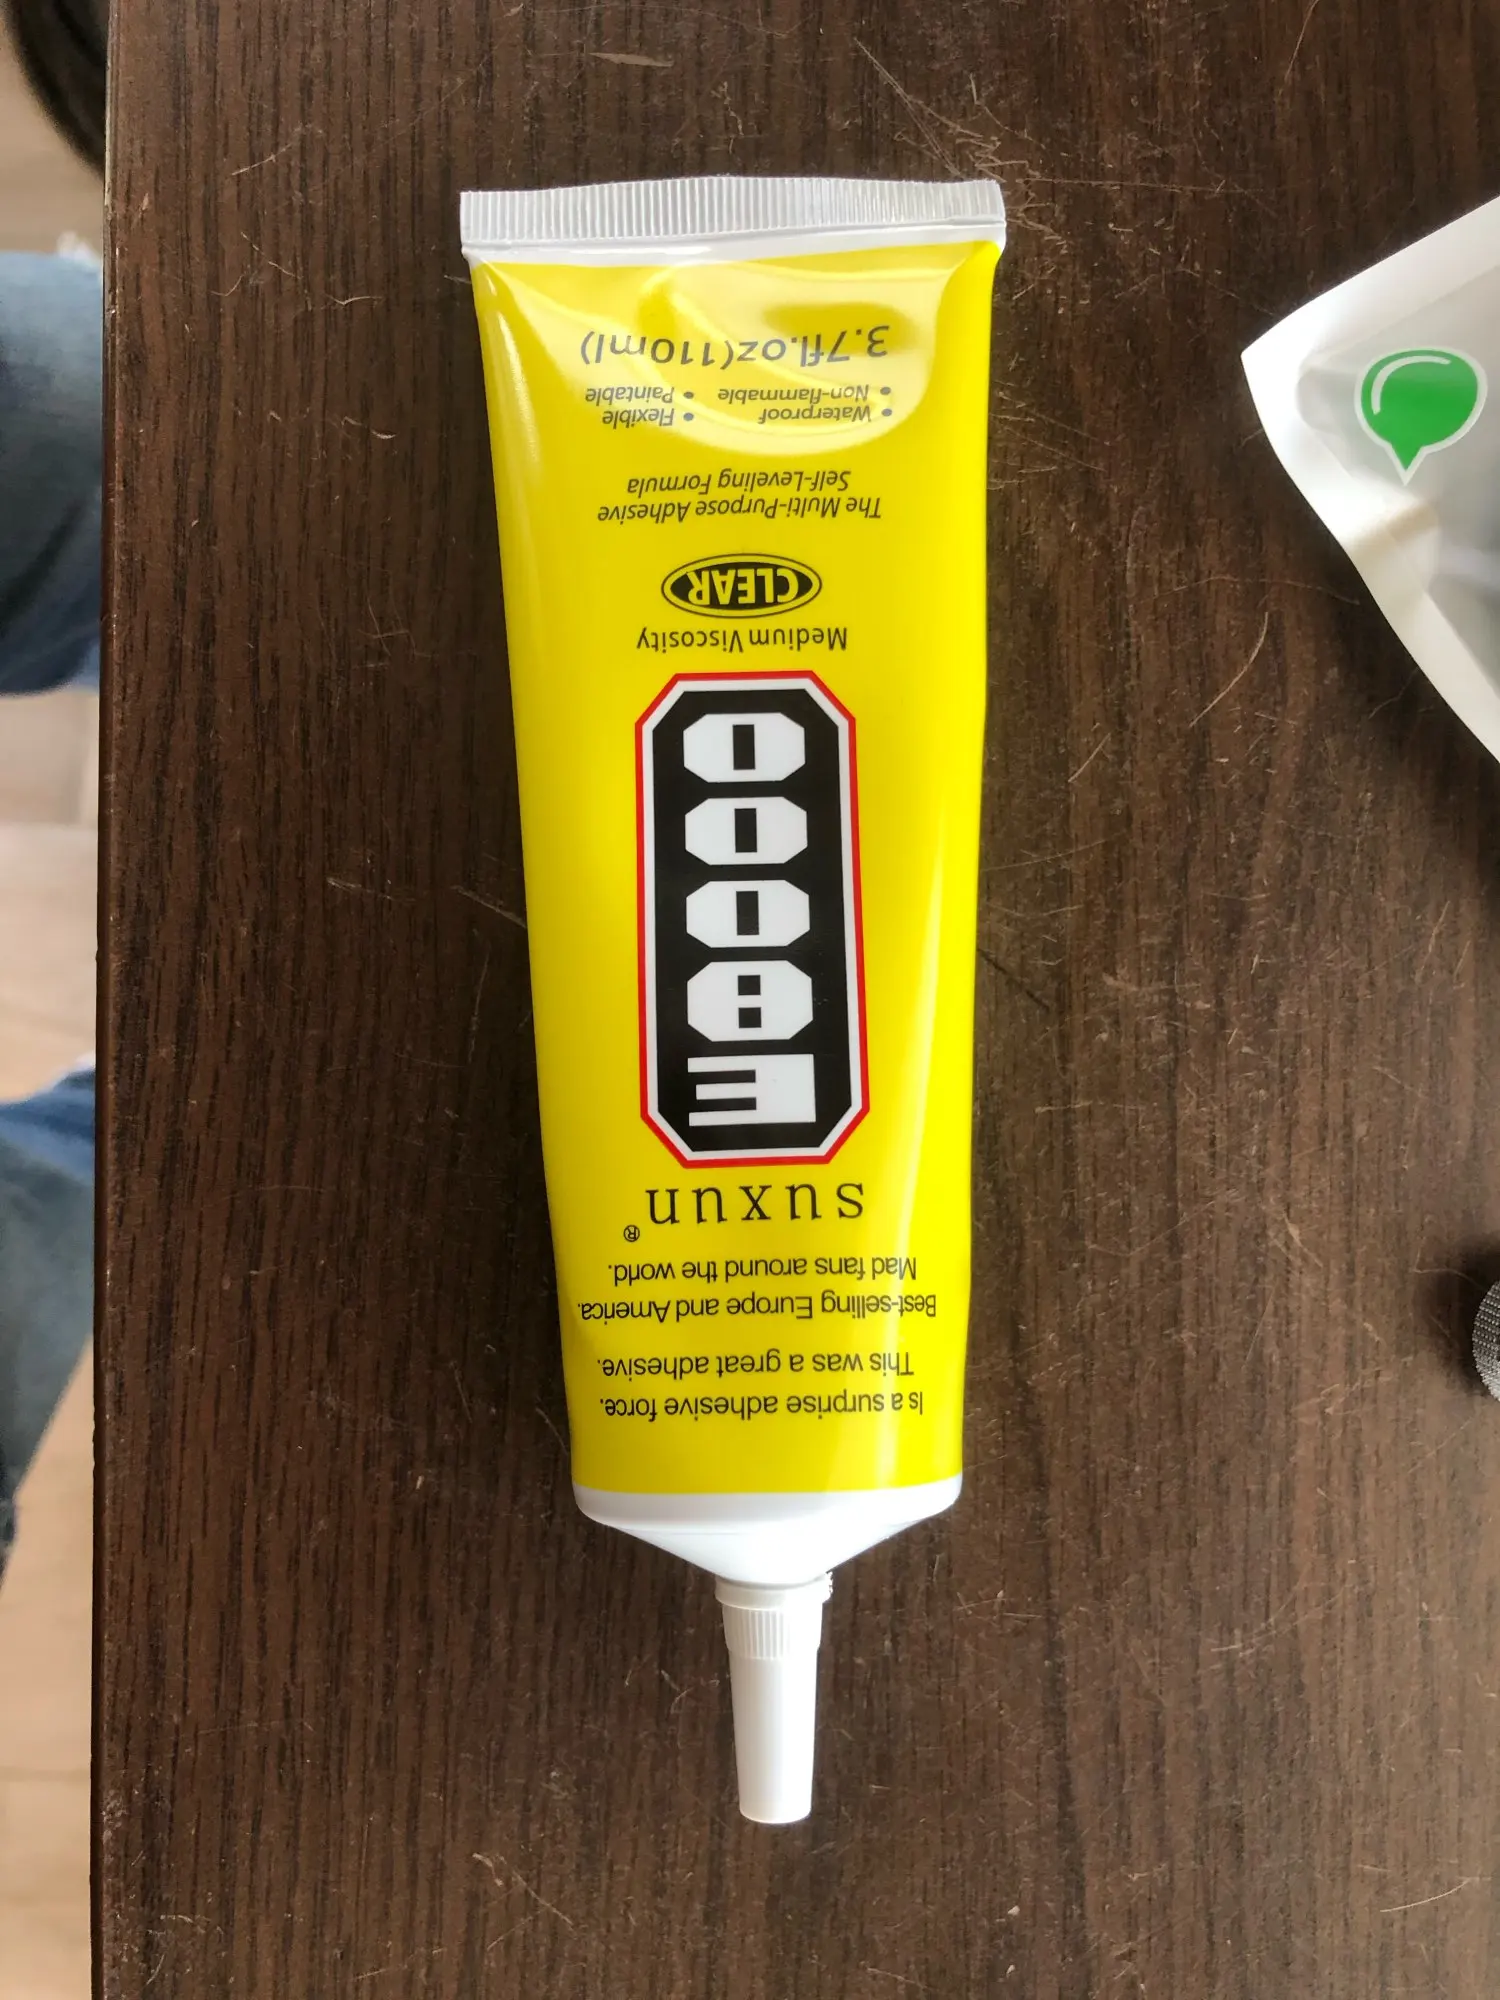 Is a surprise adhesive force.
This was a great adhesive.
Best-selling Europe and America.
Mad fans around the world.
suxun®
E8000
Medium Viscosity
CLEAR
The Multi-Purpose Adhesive
Self-Leveling Formula
• Waterproof • Flexible
• Non-flammable • Paintable
3.7fl.oz(110ml)